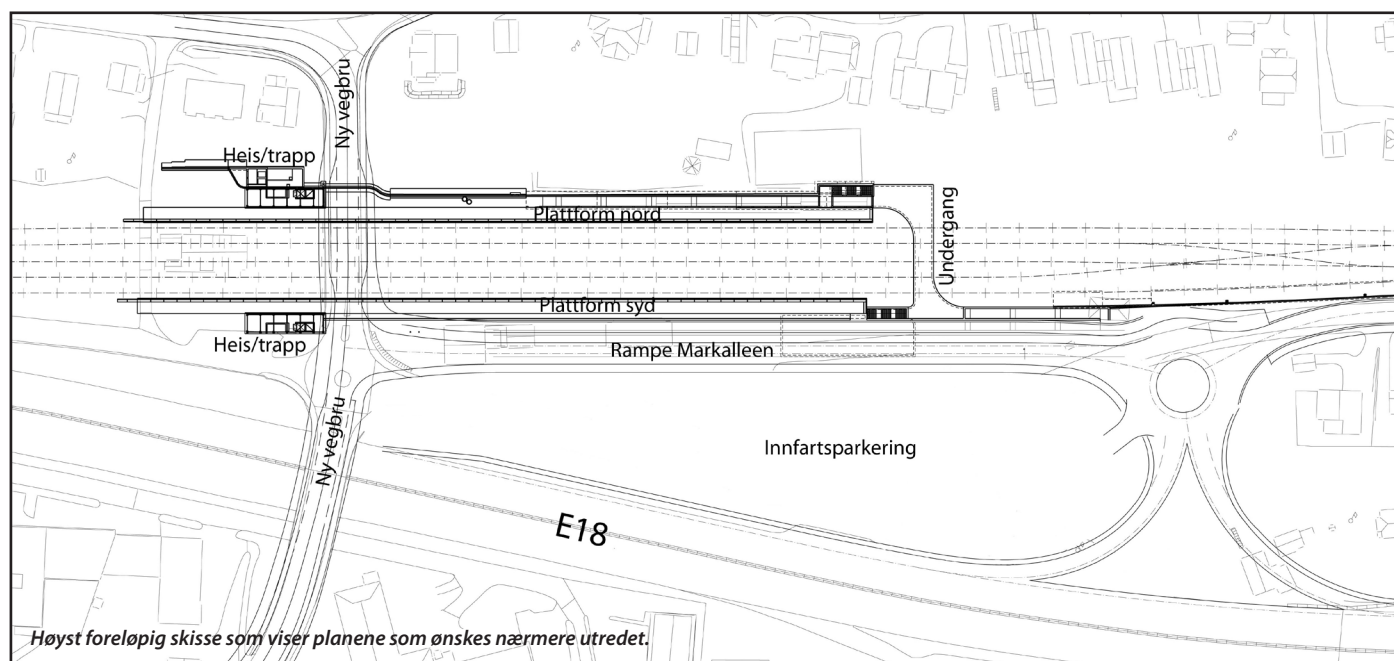 Ny vegbru
Heis/trapp
Plattform nord
Undergang
Plattform syd
Heis/trapp
Rampe Markalleen
Ny vegbru
Innfartsparkering
E18
Høyst foreløpig skisse som viser planene som ønskes nærmere utredet.